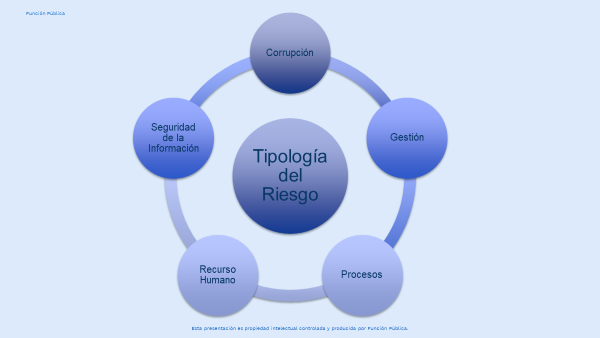 Función Pública
Corrupción
Seguridad
de la
Información
Gestión
Tipología
del
Riesgo
Recurso
Humano
Procesos
Esta presentación es propiedad intelectual controlada y producida por Función Pública.